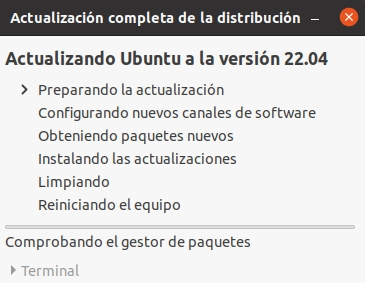 Actualización completa de la distribución
Actualizando Ubuntu a la versión 22.04
Preparando la actualización
Configurando nuevos canales de software
Obteniendo paquetes nuevos
Instalando las actualizaciones
Limpiando
Reiniciando el equipo
Comprobando el gestor de paquetes
Terminal